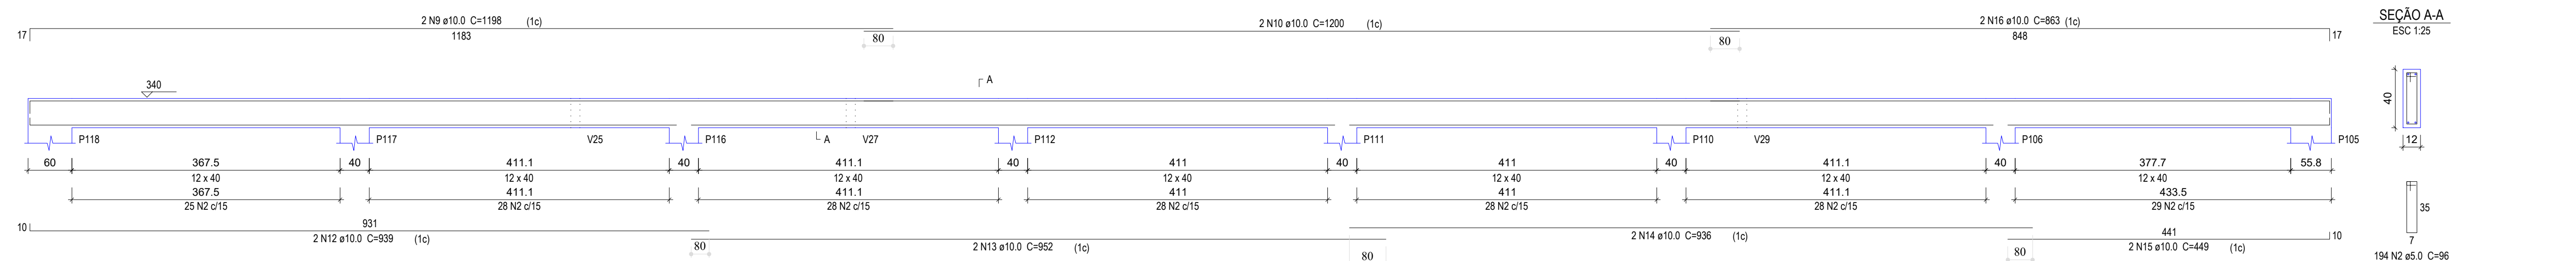 2 N9 ø10.0 C=1198 (1c)
2 N10 ø10.0 C=1200 (1c)
2 N16 ø10.0 C=863 (1c)
SEÇÃO A-A
ESC 1:25
17
1183
80
80
848
17
340
A
40
P118
P117
V25
P116
A
V27
P112
P111
P110
V29
P106
P105
12
60
367.5
40
411.1
40
411.1
40
411
40
411
40
411.1
40
377.7
55.8
12 x 40
12 x 40
12 x 40
12 x 40
12 x 40
12 x 40
12 x 40
367.5
411.1
411.1
411
411
411.1
433.5
25 N2 c/15
28 N2 c/15
28 N2 c/15
28 N2 c/15
28 N2 c/15
28 N2 c/15
29 N2 c/15
35
7
194 N2 ø5.0 C=96
10
931
2 N12 ø10.0 C=939 (1c)
80
2 N13 ø10.0 C=952 (1c)
80
2 N14 ø10.0 C=936 (1c)
80
441
10
2 N15 ø10.0 C=449 (1c)